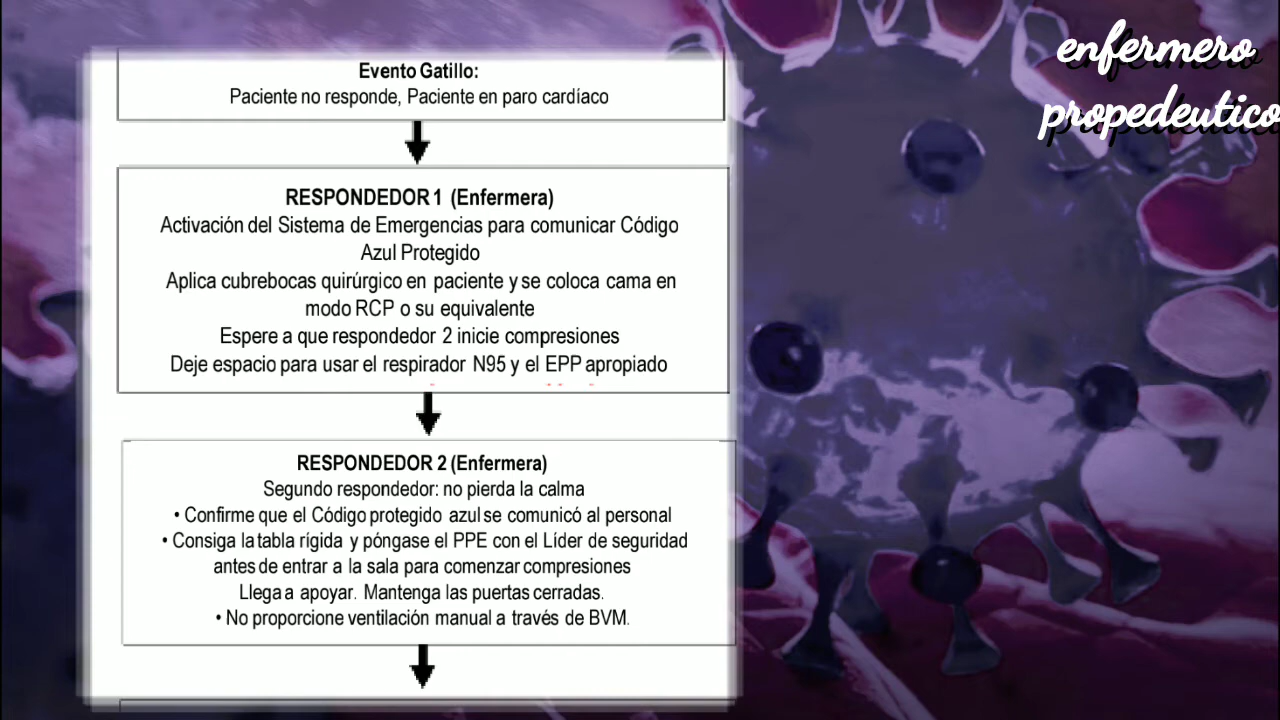 enfermero
propedeutico
Evento Gatillo:
Paciente no responde, Paciente en paro cardíaco
RESPONDEDOR 1 (Enfermera)
Activación del Sistema de Emergencias para comunicar Código
Azul Protegido
Aplica cubrebocas quirúrgico en paciente y se coloca cama en
modo RCP o su equivalente
Espere a que respondedor 2 inicie compresiones
Deje espacio para usar el respirador N95 y el EPP apropiado
RESPONDEDOR 2 (Enfermera)
Segundo respondedor: no pierda la calma
• Confirme que el Código protegido azul se comunicó al personal
• Consiga la tabla rígida y póngase el PPE con el Líder de seguridad
antes de entrar a la sala para comenzar compresiones
Llega a apoyar. Mantenga las puertas cerradas.
• No proporcione ventilación manual a través de BVM.